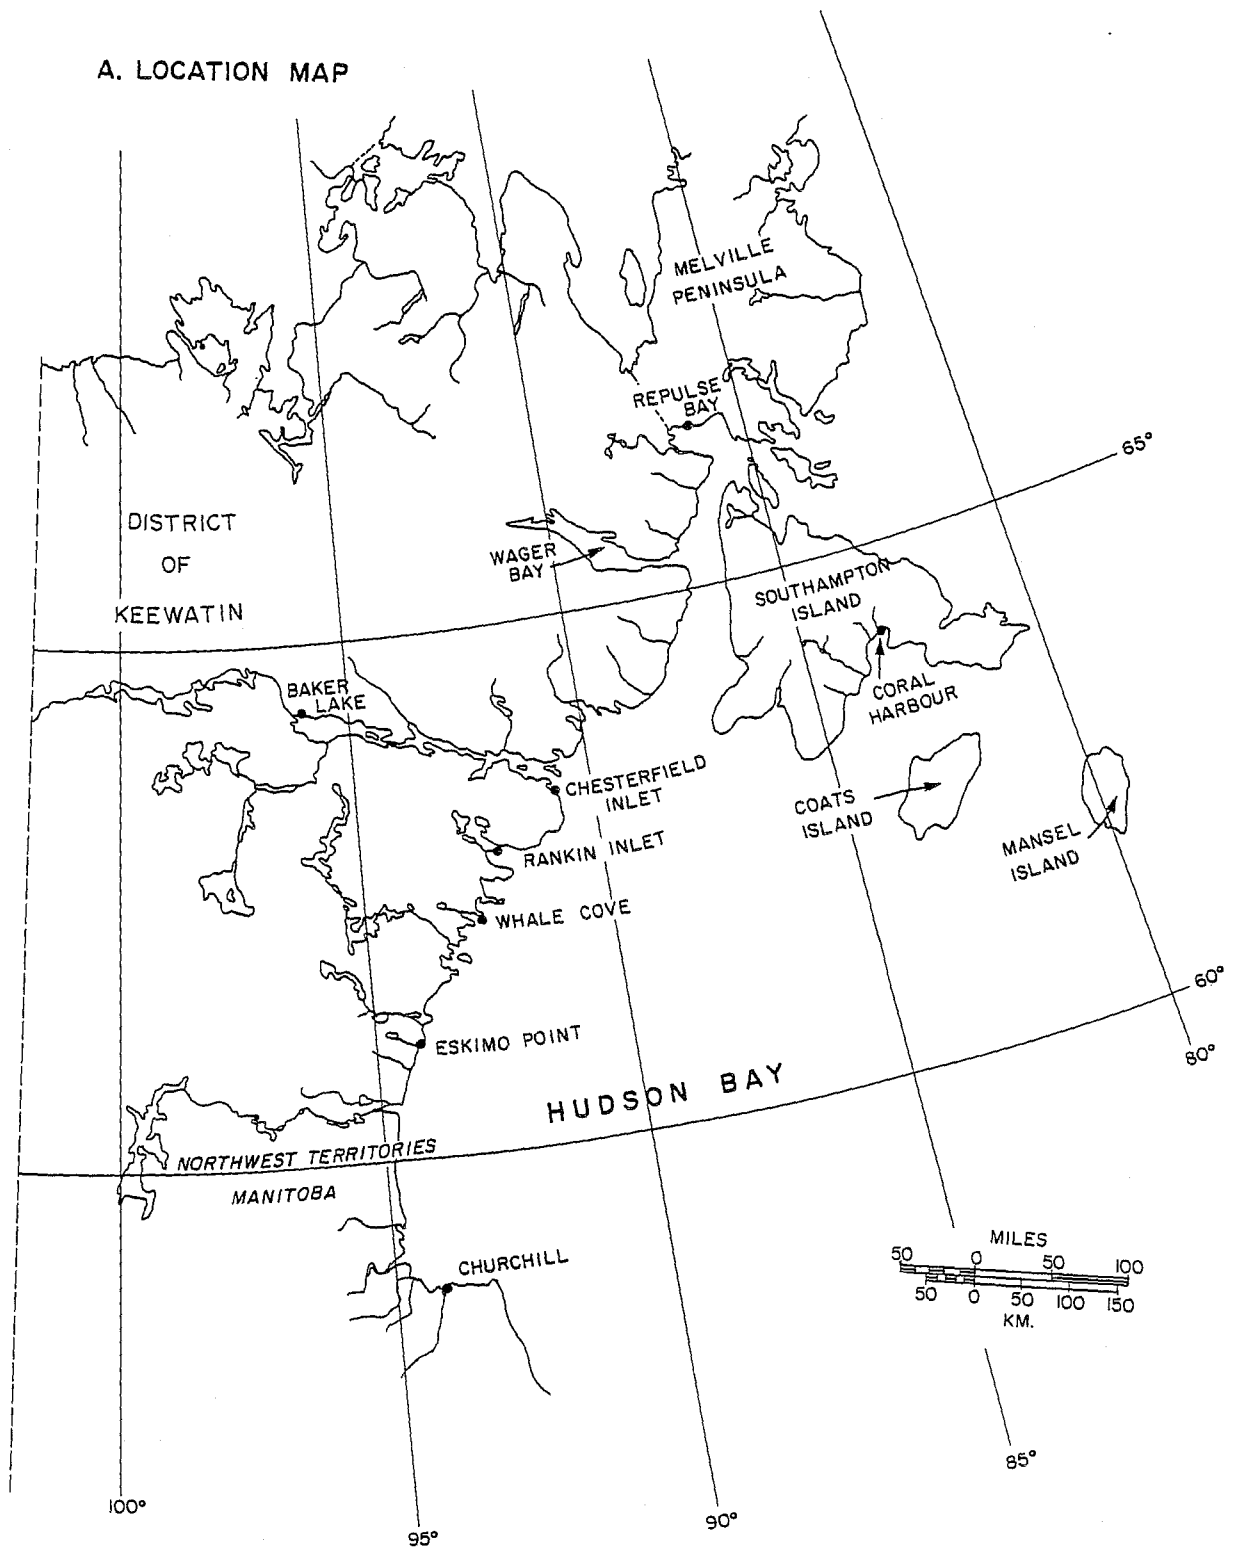 A. LOCATION MAP
MELVILLE
PENINSULA
REPULSE
BAY
65°
DISTRICT
OF
KEEWATIN
WAGER
BAY
SOUTHAMPTON
ISLAND
BAKER
LAKE
CORAL
HARBOUR
CHESTERFIELD
INLET
COATS
ISLAND
MANSEL
ISLAND
RANKIN INLET
WHALE COVE
60°
ESKIMO POINT
80°
HUDSON BAY
NORTHWEST TERRITORIES
MANITOBA
CHURCHILL
MILES
50 0 50 100
50 0 50 100 150
KM.
85°
100°
90°
95°